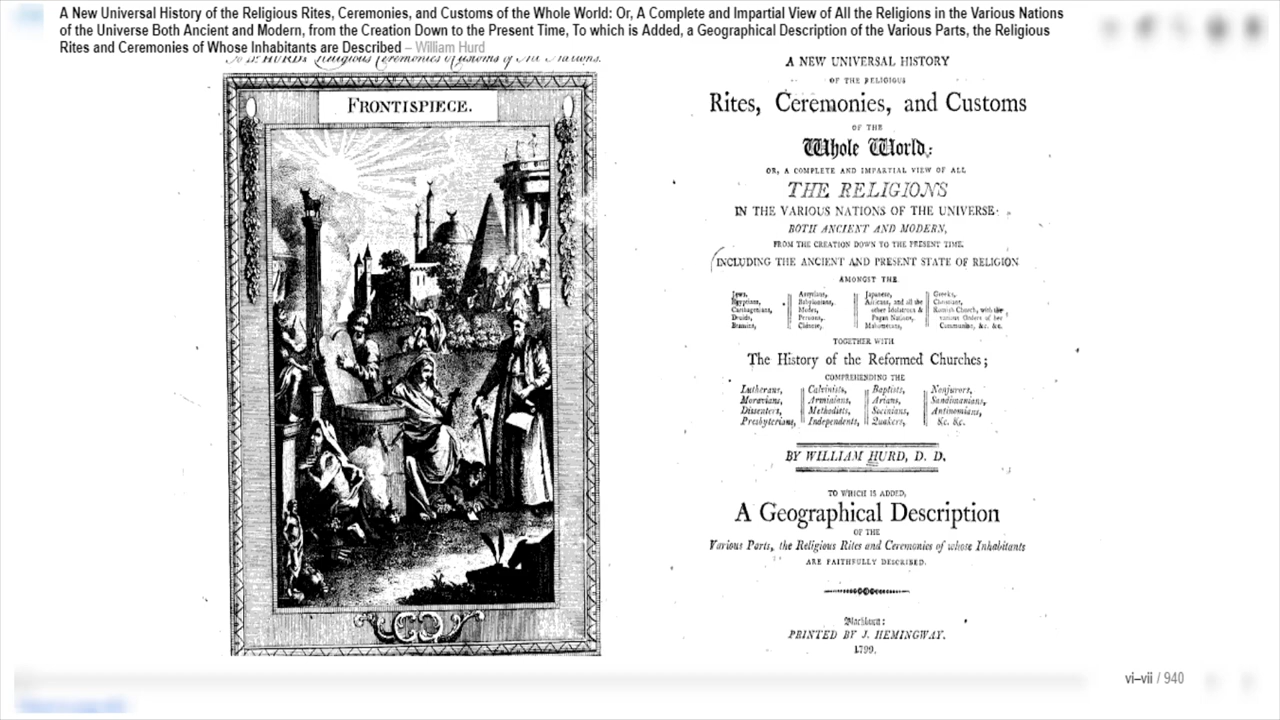 A New Universal History of the Religious Rites, Ceremonies, and Customs of the Whole World: Or, A Complete and Impartial View of All the Religions in the Various Nations
of the Universe Both Ancient and Modern, from the Creation Down to the Present Time, To which is Added, a Geographical Description of the Various Parts, the Religious
Rites and Ceremonies of Whose Inhabitants are Described – William Hurd
HURD's Religious Ceremonies & Customs of All Nations.
FRONTISPIECE.
A NEW UNIVERSAL HISTORY
OF THE RELIGIOUS
Rites, Ceremonies, and Customs
OF THE
Whole World:
OR, A COMPLETE AND IMPARTIAL VIEW OF ALL
THE RELIGIONS
IN THE VARIOUS NATIONS OF THE UNIVERSE
BOTH ANCIENT AND MODERN,
FROM THE CREATION DOWN TO THE PRESENT TIME.
INCLUDING THE ANCIENT AND PRESENT STATE OF RELIGION
AMONGST THE
Jews, Assyrians, Japanese, Greeks,
Egyptians, Babylonians, Africans, and all the Christians,
Carthagenians, Medes, other Idolatrous & Romish Church, with the
Druids, Persians, Pagan Nations, various Orders of her
Bramins, Chinese, Mahometans, Communion, &c. &c.
TOGETHER WITH
The History of the Reformed Churches;
COMPREHENDING THE
Lutherans, Calvinists, Baptists, Nonjurors,
Moravians, Arminians, Arians, Sandimanians,
Dissenters, Methodists, Socinians, Antinomians,
Presbyterians, Independents, Quakers, &c. &c.
BY WILLIAM HURD, D. D.
TO WHICH IS ADDED,
A Geographical Description
OF THE
Various Parts, the Religious Rites and Ceremonies of whose Inhabitants
ARE FAITHFULLY DESCRIBED.
Blackburn:
PRINTED BY J. HEMINGWAY.
1799.
vi–vii / 940